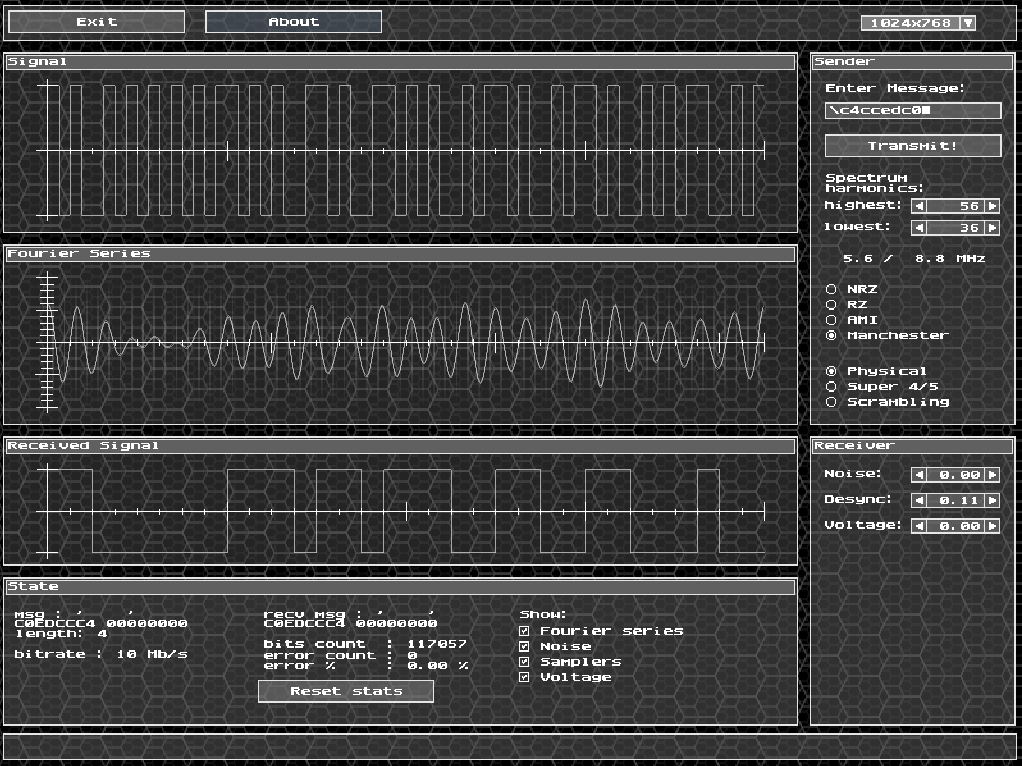 Exit
About
1024x768
Signal
Fourier Series
Received Signal
State
msg : '    '
C0EDCCC4 00000000
length: 4
bitrate : 10 Mb/s
recv msg : '    '
C0EDCCC4 00000000
bits count : 117057
error count : 0
error % : 0.00 %
Reset stats
Show:
Fourier series
Noise
Samplers
Voltage
Sender
Enter Message:
\c4ccedc0
Transmit!
Spectrum
harmonics:
highest: 56
lowest: 36
5.6 / 8.8 MHz
NRZ
RZ
AMI
Manchester
Physical
Super 4/5
Scrambling
Receiver
Noise: 0.00
Desync: 0.11
Voltage: 0.00